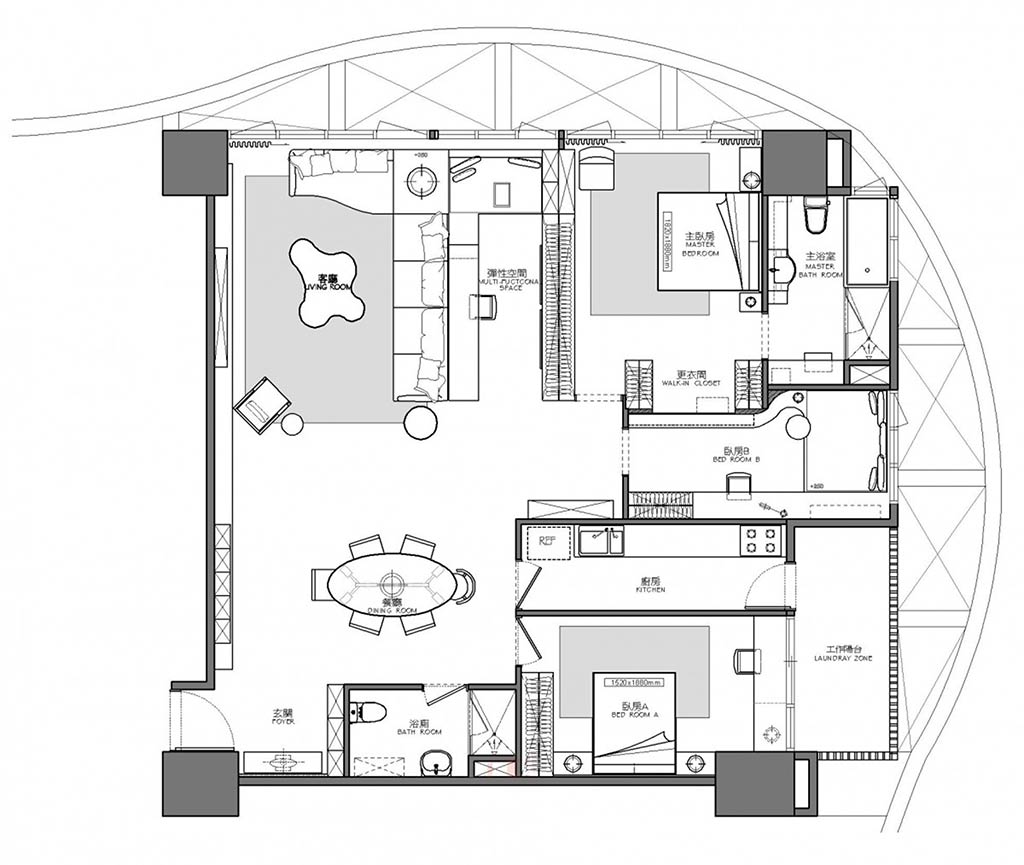 +350
主臥房
MASTER
BEDROOM
1820x1880mm
主浴室
MASTER
BATH ROOM
客廳
LIVING ROOM
彈性空間
MULTI-FUCTCONAL
SPACE
更衣間
WALK-IN CLOSET
臥房B
BED ROOM B
+350
REF
廚房
KITCHEN
餐廳
DINING ROOM
工作陽台
LAUNDRAY ZONE
1520x1880mm
臥房A
BED ROOM A
玄關
FOYER
浴廁
BATH ROOM